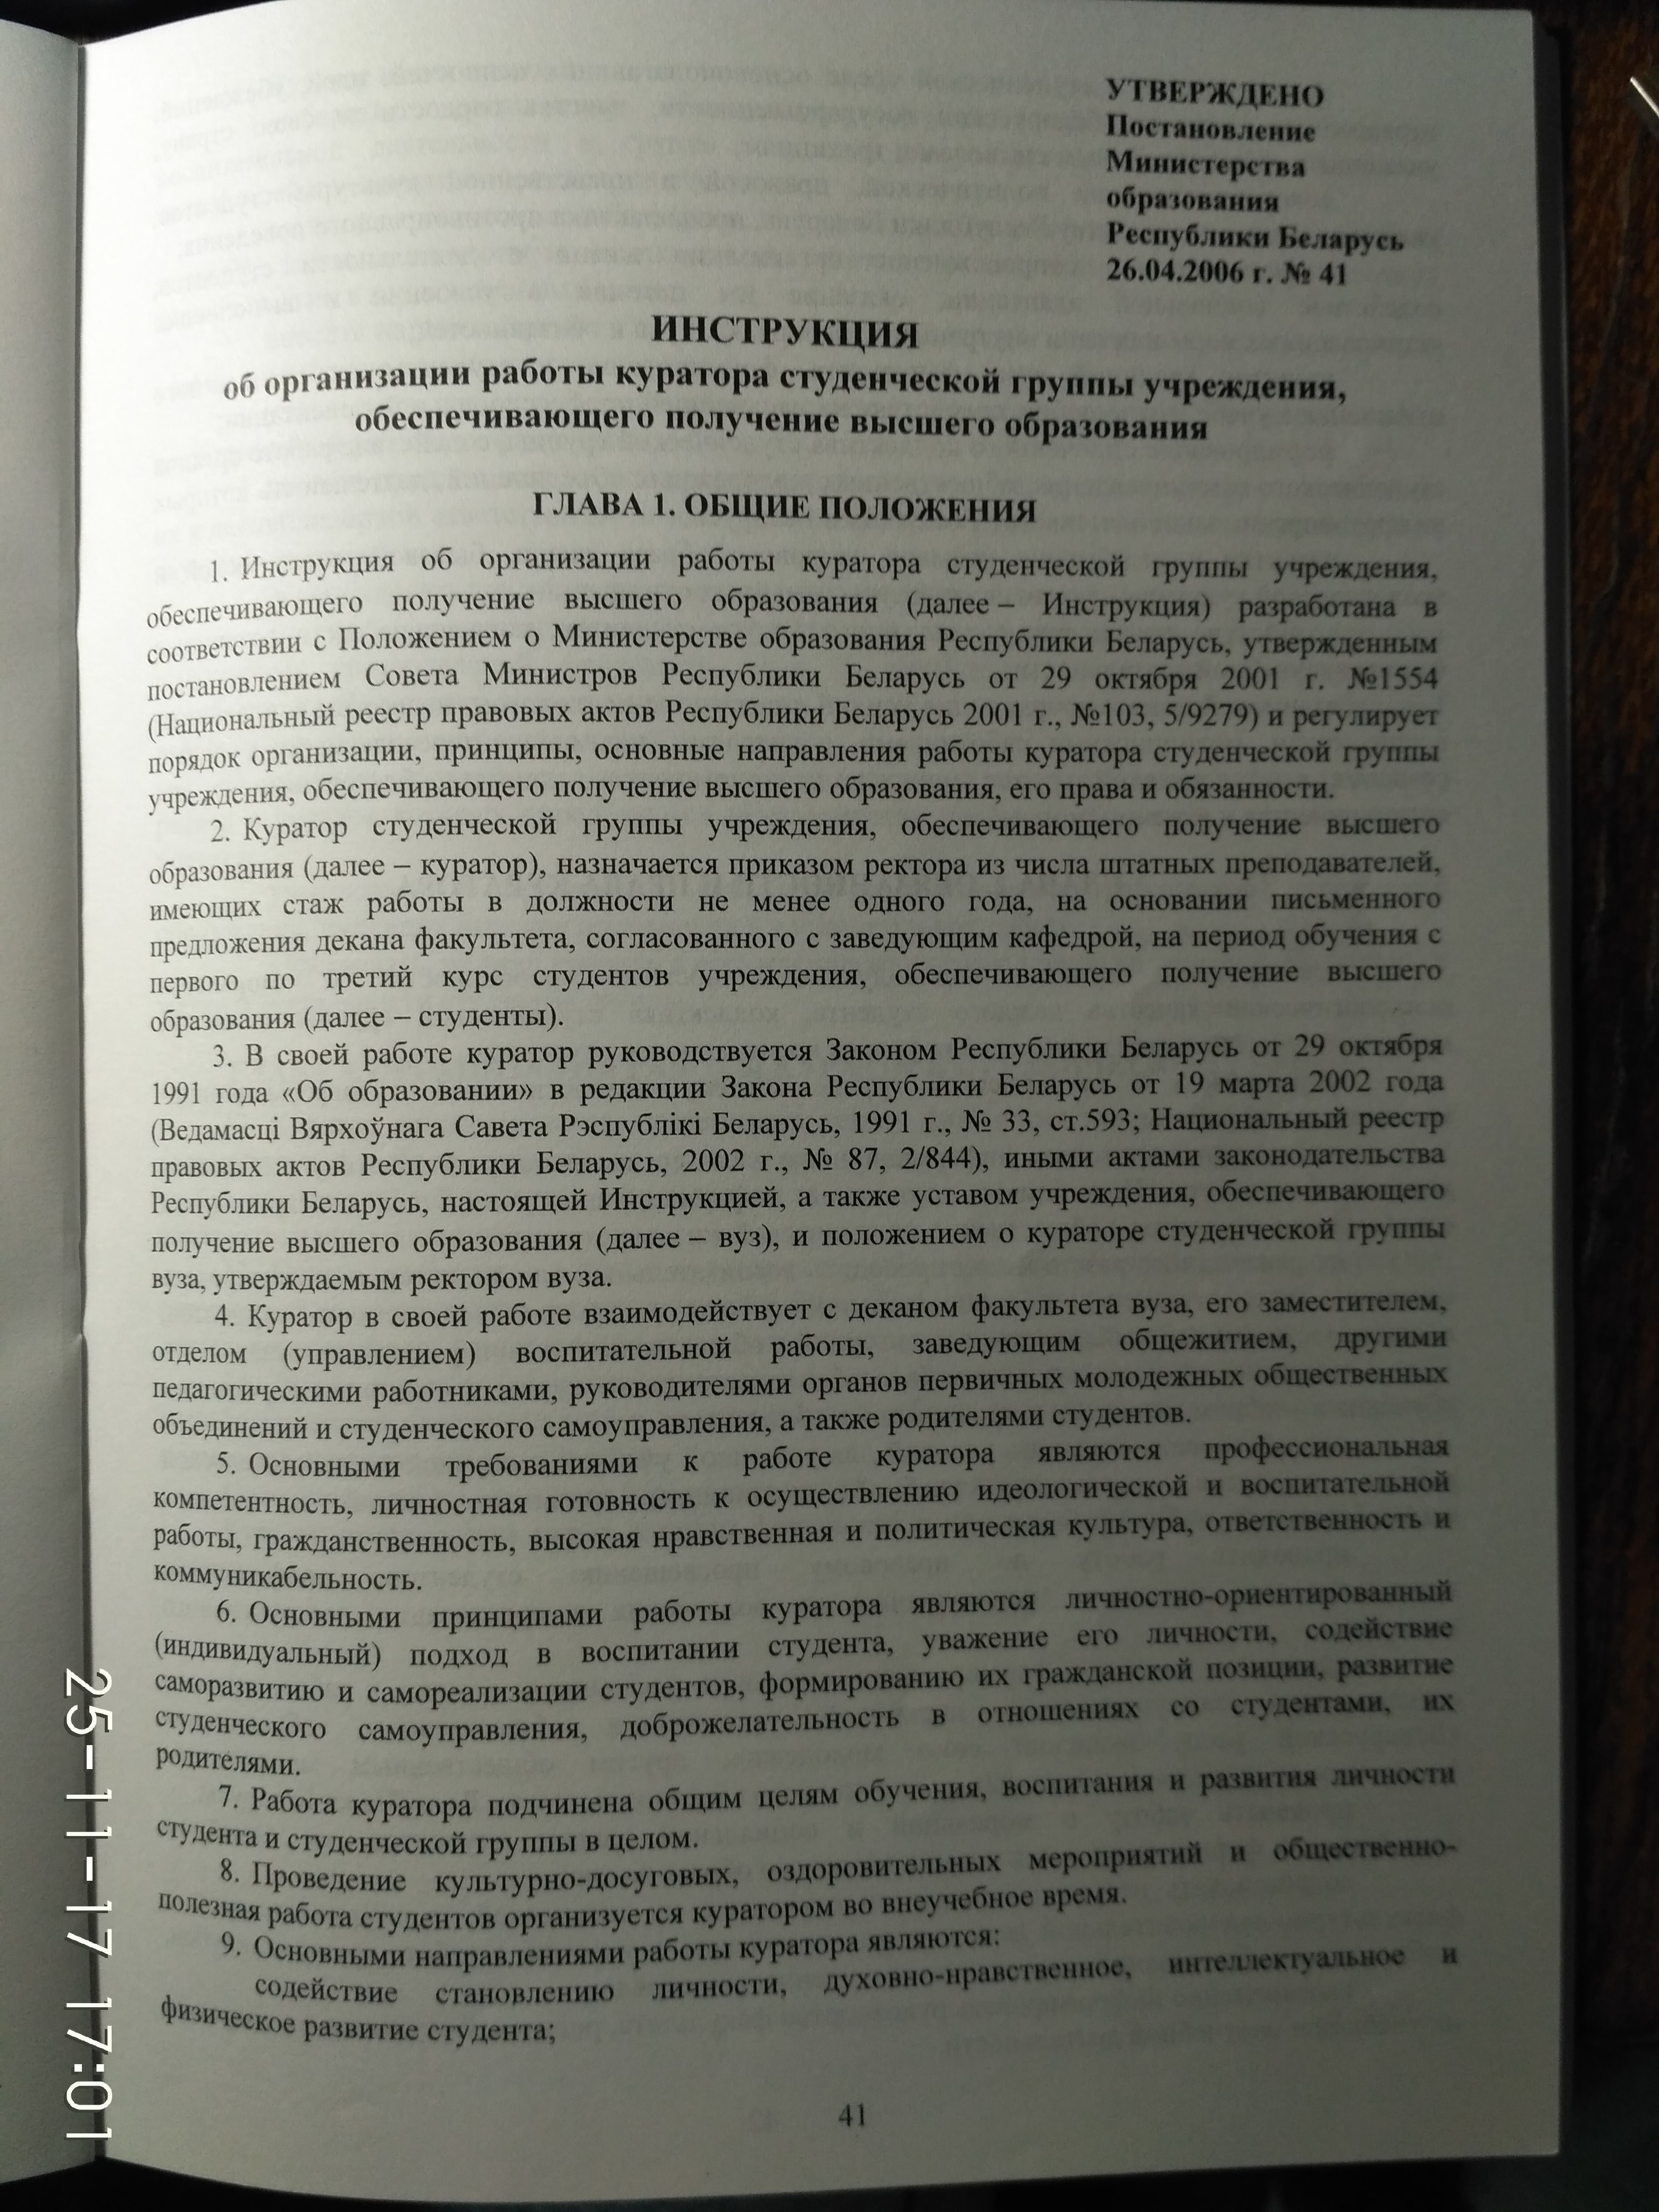 УТВЕРЖДЕНО
Постановление
Министерства
образования
Республики Беларусь
26.04.2006 г. № 41
ИНСТРУКЦИЯ
об организации работы куратора студенческой группы учреждения,
обеспечивающего получение высшего образования
ГЛАВА 1. ОБЩИЕ ПОЛОЖЕНИЯ
1. Инструкция об организации работы куратора студенческой группы учреждения,
обеспечивающего получение высшего образования (далее – Инструкция) разработана в
соответствии с Положением о Министерстве образования Республики Беларусь, утвержденным
постановлением Совета Министров Республики Беларусь от 29 октября 2001 г. №1554
(Национальный реестр правовых актов Республики Беларусь 2001 г., №103, 5/9279) и регулирует
порядок организации, принципы, основные направления работы куратора студенческой группы
учреждения, обеспечивающего получение высшего образования, его права и обязанности.
2. Куратор студенческой группы учреждения, обеспечивающего получение высшего
образования (далее – куратор), назначается приказом ректора из числа штатных преподавателей,
имеющих стаж работы в должности не менее одного года, на основании письменного
предложения декана факультета, согласованного с заведующим кафедрой, на период обучения с
первого по третий курс студентов учреждения, обеспечивающего получение высшего
образования (далее – студенты).
3. В своей работе куратор руководствуется Законом Республики Беларусь от 29 октября
1991 года «Об образовании» в редакции Закона Республики Беларусь от 19 марта 2002 года
(Ведамасці Вярхоўнага Савета Рэспублікі Беларусь, 1991 г., № 33, ст.593; Национальный реестр
правовых актов Республики Беларусь, 2002 г., № 87, 2/844), иными актами законодательства
Республики Беларусь, настоящей Инструкцией, а также уставом учреждения, обеспечивающего
получение высшего образования (далее – вуз), и положением о кураторе студенческой группы
вуза, утверждаемым ректором вуза.
4. Куратор в своей работе взаимодействует с деканом факультета вуза, его заместителем,
отделом (управлением) воспитательной работы, заведующим общежитием, другими
педагогическими работниками, руководителями органов первичных молодежных общественных
объединений и студенческого самоуправления, а также родителями студентов.
5. Основными требованиями к работе куратора являются профессиональная
компетентность, личностная готовность к осуществлению идеологической и воспитательной
работы, гражданственность, высокая нравственная и политическая культура, ответственность и
коммуникабельность.
6. Основными принципами работы куратора являются личностно-ориентированный
(индивидуальный) подход в воспитании студента, уважение его личности, содействие
саморазвитию и самореализации студентов, формированию их гражданской позиции, развитие
студенческого самоуправления, доброжелательность в отношениях со студентами, их
родителями.
7. Работа куратора подчинена общим целям обучения, воспитания и развития личности
студента и студенческой группы в целом.
8. Проведение культурно-досуговых, оздоровительных мероприятий и общественно-
полезная работа студентов организуется куратором во внеучебное время.
9. Основными направлениями работы куратора являются:
содействие становлению личности, духовно-нравственное, интеллектуальное и
физическое развитие студента;
41
25-11-17 17:01